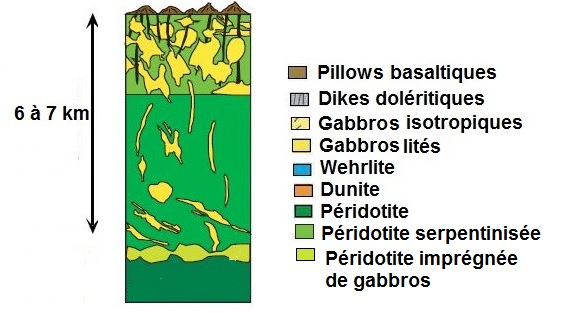 6 à 7 km
Pillows basaltiques
Dikes doléritiques
Gabbros isotropiques
Gabbros lités
Wehrlite
Dunite
Péridotite
Péridotite serpentinisée
Péridotite imprégnée
de gabbros